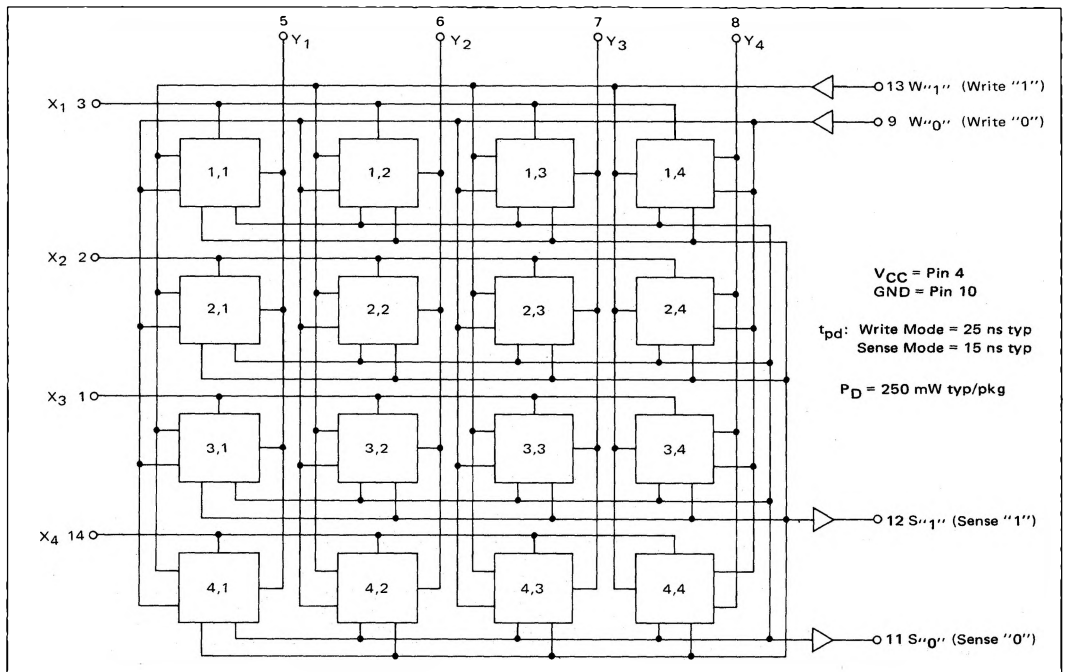 5 6 7 8
Y1 Y2 Y3 Y4
13 W"1" (Write "1")
X1 3
9 W"0" (Write "0")
1,1 1,2 1,3 1,4
X2 2
VCC = Pin 4
GND = Pin 10
2,1 2,2 2,3 2,4
tpd: Write Mode = 25 ns typ
Sense Mode = 15 ns typ
PD = 250 mW typ/pkg
X3 1
3,1 3,2 3,3 3,4
12 S"1" (Sense "1")
X4 14
4,1 4,2 4,3 4,4
11 S"0" (Sense "0")